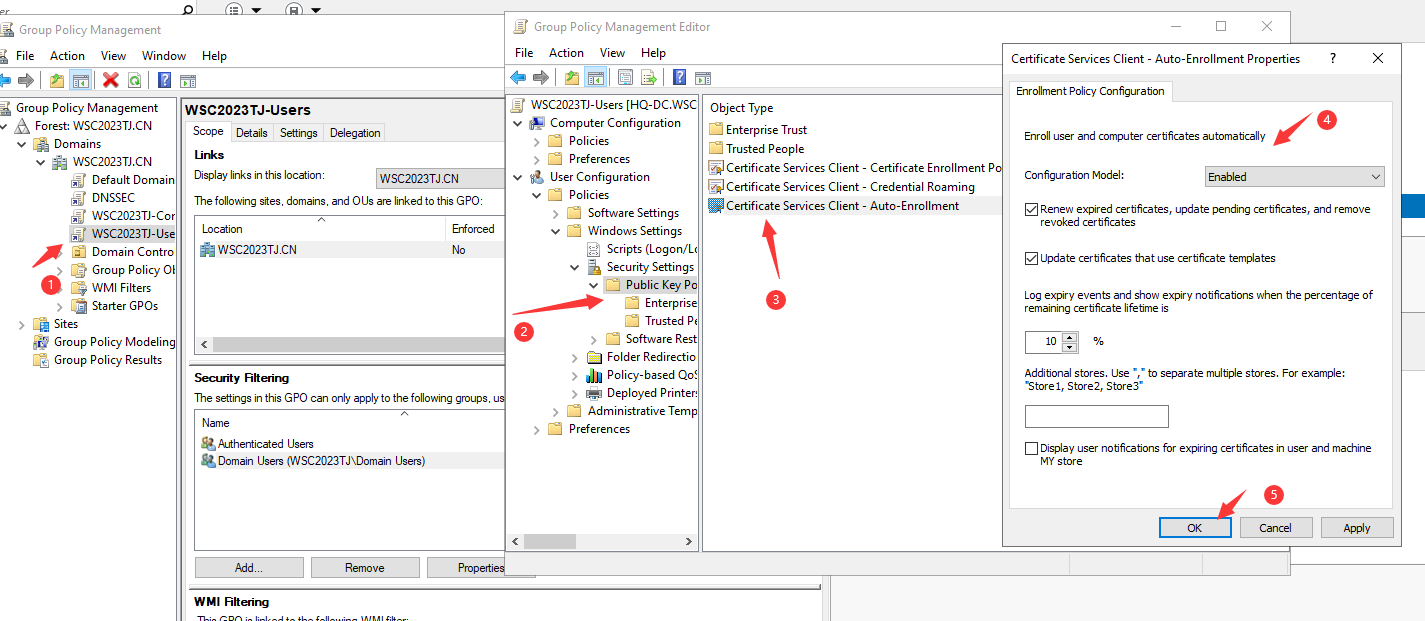 Group Policy Management
File Action View Window Help
Group Policy Management
Forest: WSC2023TJ.CN
Domains
WSC2023TJ.CN
Default Domain
DNSSEC
WSC2023TJ-Cor
WSC2023TJ-Use
Domain Contro
Group Policy Ob
WMI Filters
Starter GPOs
Sites
Group Policy Modeling
Group Policy Results
1
WSC2023TJ-Users
Scope Details Settings Delegation
Links
Display links in this location: WSC2023TJ.CN
The following sites, domains, and OUs are linked to this GPO:
Location Enforced
WSC2023TJ.CN No
Security Filtering
The settings in this GPO can only apply to the following groups, us
Name
Authenticated Users
Domain Users (WSC2023TJ\Domain Users)
Add... Remove Properties
WMI Filtering
This GPO is linked to the following WMI filter:
Group Policy Management Editor
File Action View Help
WSC2023TJ-Users [HQ-DC.WSC
Computer Configuration
Policies
Preferences
User Configuration
Policies
Software Settings
Windows Settings
Scripts (Logon/Lo
Security Settings
Public Key Po
Enterprise
Trusted Pe
Software Rest
Folder Redirectio
Policy-based QoS
Deployed Printers
Administrative Temp
Preferences
2
Object Type
Enterprise Trust
Trusted People
Certificate Services Client - Certificate Enrollment Po
Certificate Services Client - Credential Roaming
Certificate Services Client - Auto-Enrollment
3
Certificate Services Client - Auto-Enrollment Properties
Enrollment Policy Configuration
4
Enroll user and computer certificates automatically
Configuration Model: Enabled
Renew expired certificates, update pending certificates, and remove
revoked certificates
Update certificates that use certificate templates
Log expiry events and show expiry notifications when the percentage of
remaining certificate lifetime is
10 %
Additional stores. Use "," to separate multiple stores. For example:
"Store1, Store2, Store3"
Display user notifications for expiring certificates in user and machine
MY store
5
OK Cancel Apply